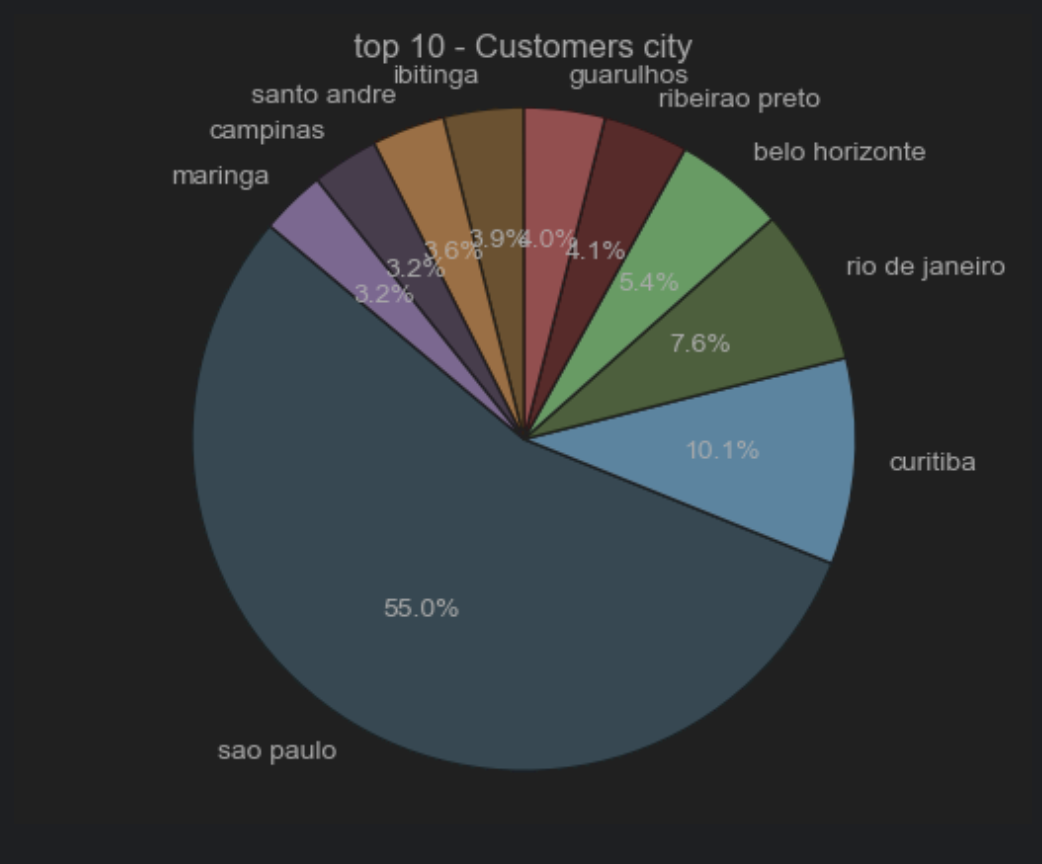 top 10 - Customers city
ibitinga
guarulhos
santo andre
ribeirao preto
campinas
belo horizonte
maringa
3.9%
4.0%
3.6%
4.1%
3.2%
rio de janeiro
5.4%
3.2%
7.6%
10.1%
curitiba
55.0%
sao paulo